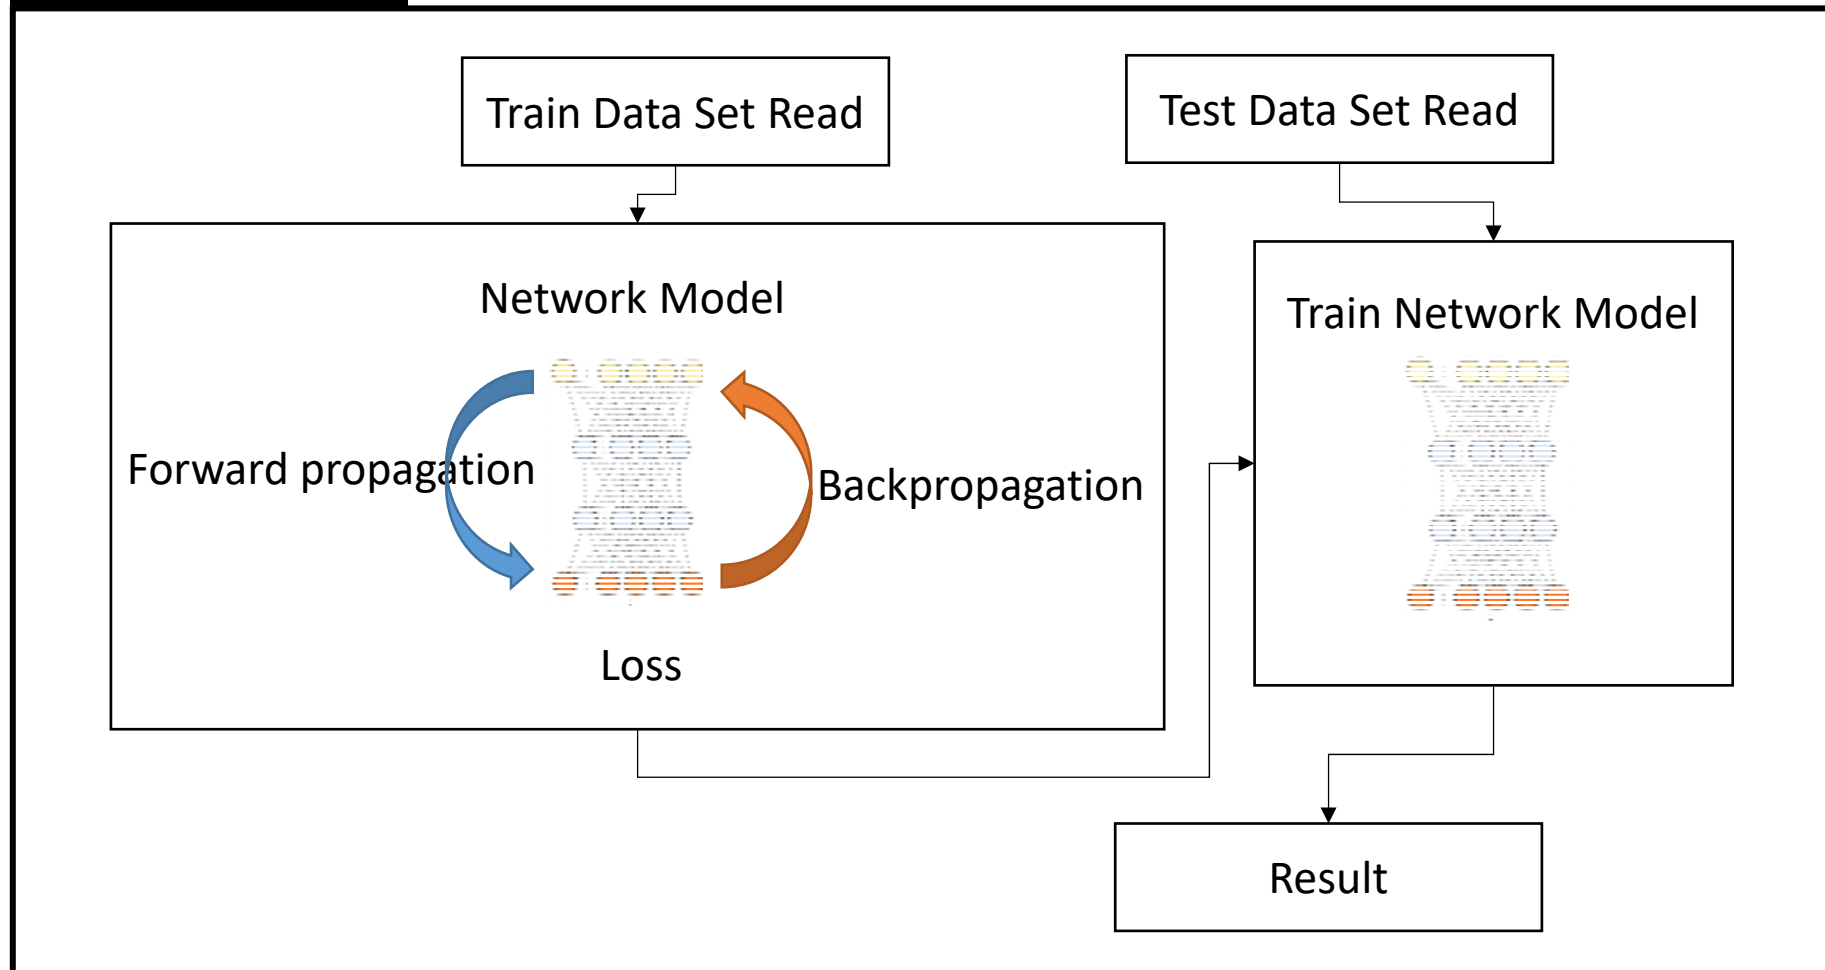 Train Data Set Read
Test Data Set Read
Network Model
Train Network Model
Forward propagation
Backpropagation
Loss
Result